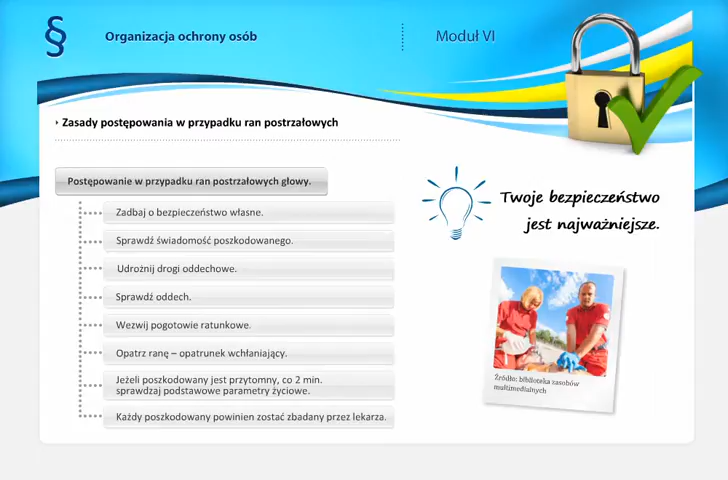 §
Organizacja ochrony osób
Moduł VI
Zasady postępowania w przypadku ran postrzałowych
Postępowanie w przypadku ran postrzałowych głowy.
Zadbaj o bezpieczeństwo własne.
Sprawdź świadomość poszkodowanego.
Udrożnij drogi oddechowe.
Sprawdź oddech.
Wezwij pogotowie ratunkowe.
Opatrz ranę – opatrunek wchłaniający.
Jeżeli poszkodowany jest przytomny, co 2 min.
sprawdzaj podstawowe parametry życiowe.
Każdy poszkodowany powinien zostać zbadany przez lekarza.
Twoje bezpieczeństwo
jest najważniejsze.
Źródło: biblioteka zasobów
multimedialnych